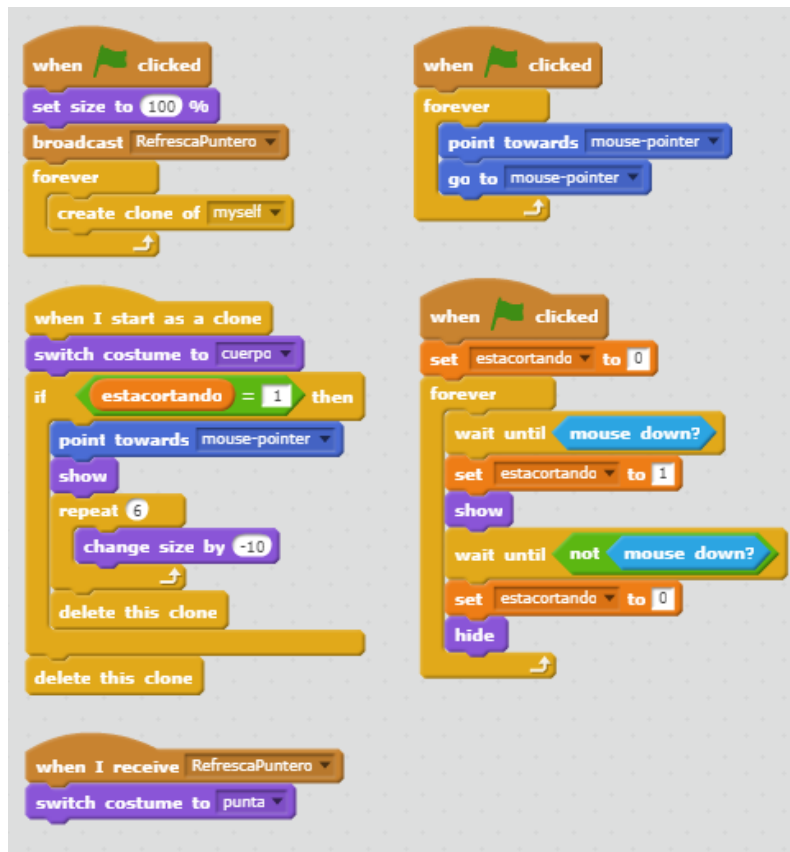 when clicked
set size to 100 %
broadcast RefrescaPuntero
forever
create clone of myself
when clicked
forever
point towards mouse-pointer
go to mouse-pointer
when I start as a clone
switch costume to cuerpo
if estacortando = 1 then
point towards mouse-pointer
show
repeat 6
change size by -10
delete this clone
delete this clone
when clicked
set estacortando to 0
forever
wait until mouse down?
set estacortando to 1
show
wait until not mouse down?
set estacortando to 0
hide
when I receive RefrescaPuntero
switch costume to punta